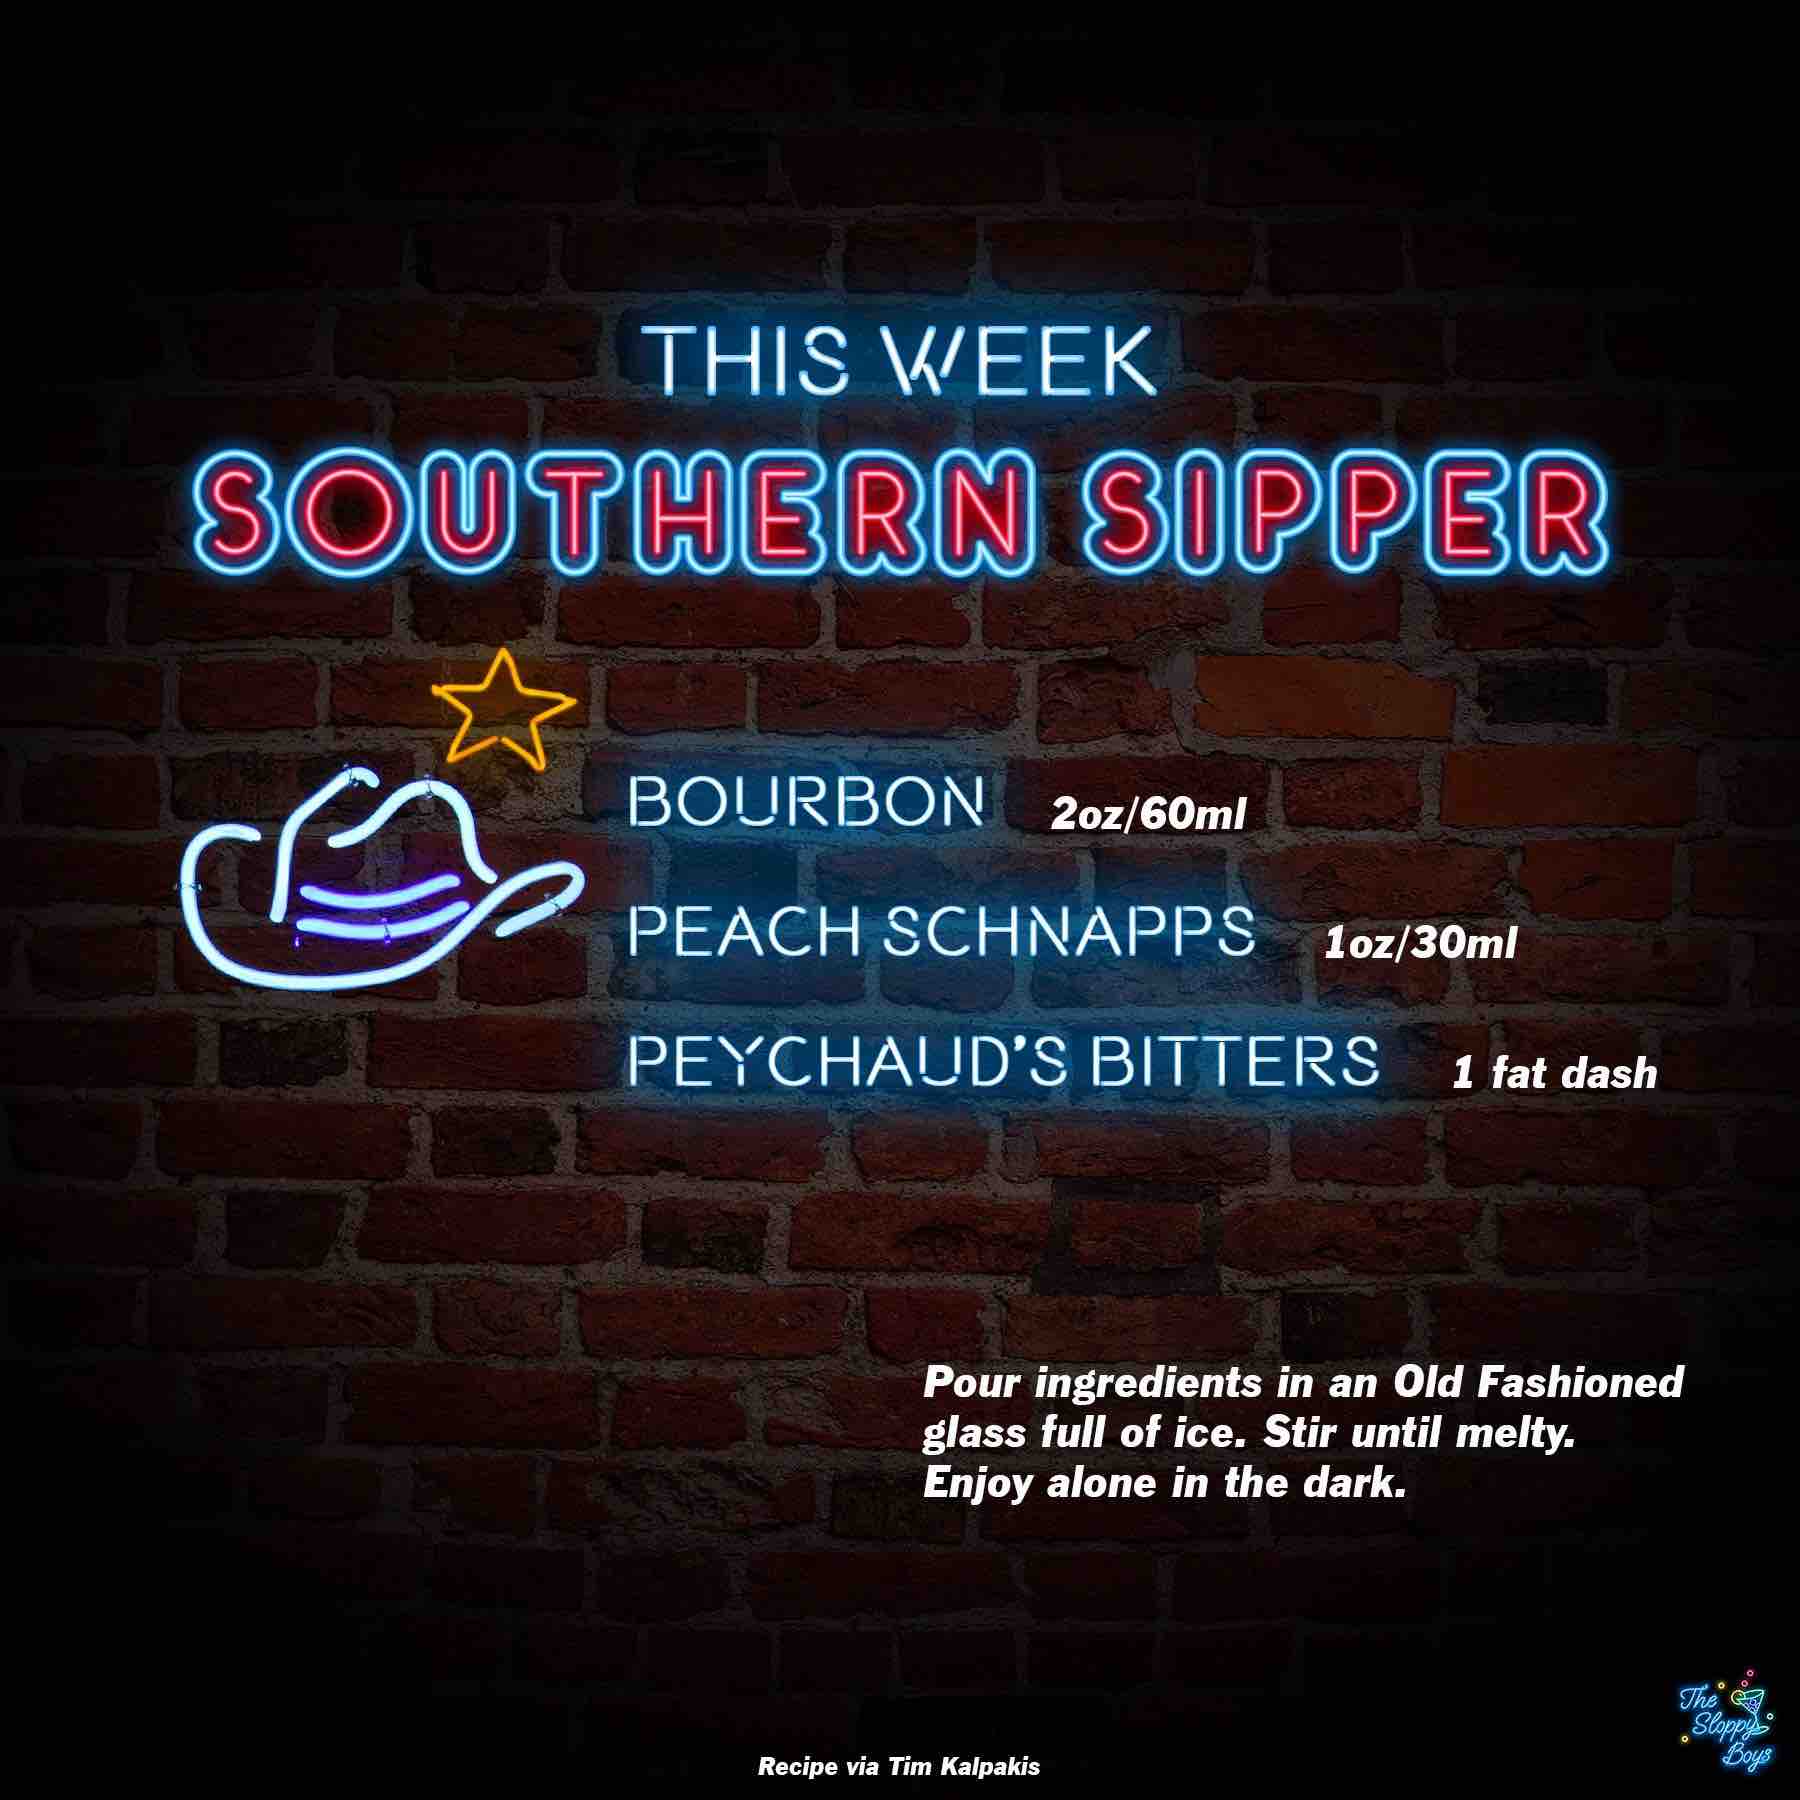 THIS WEEK
SOUTHERN SIPPER
BOURBON 2oz/60ml
PEACH SCHNAPPS 1oz/30ml
PEYCHAUD'S BITTERS 1 fat dash
Pour ingredients in an Old Fashioned
glass full of ice. Stir until melty.
Enjoy alone in the dark.
Recipe via Tim Kalpakis
The
Sloppy
Boys